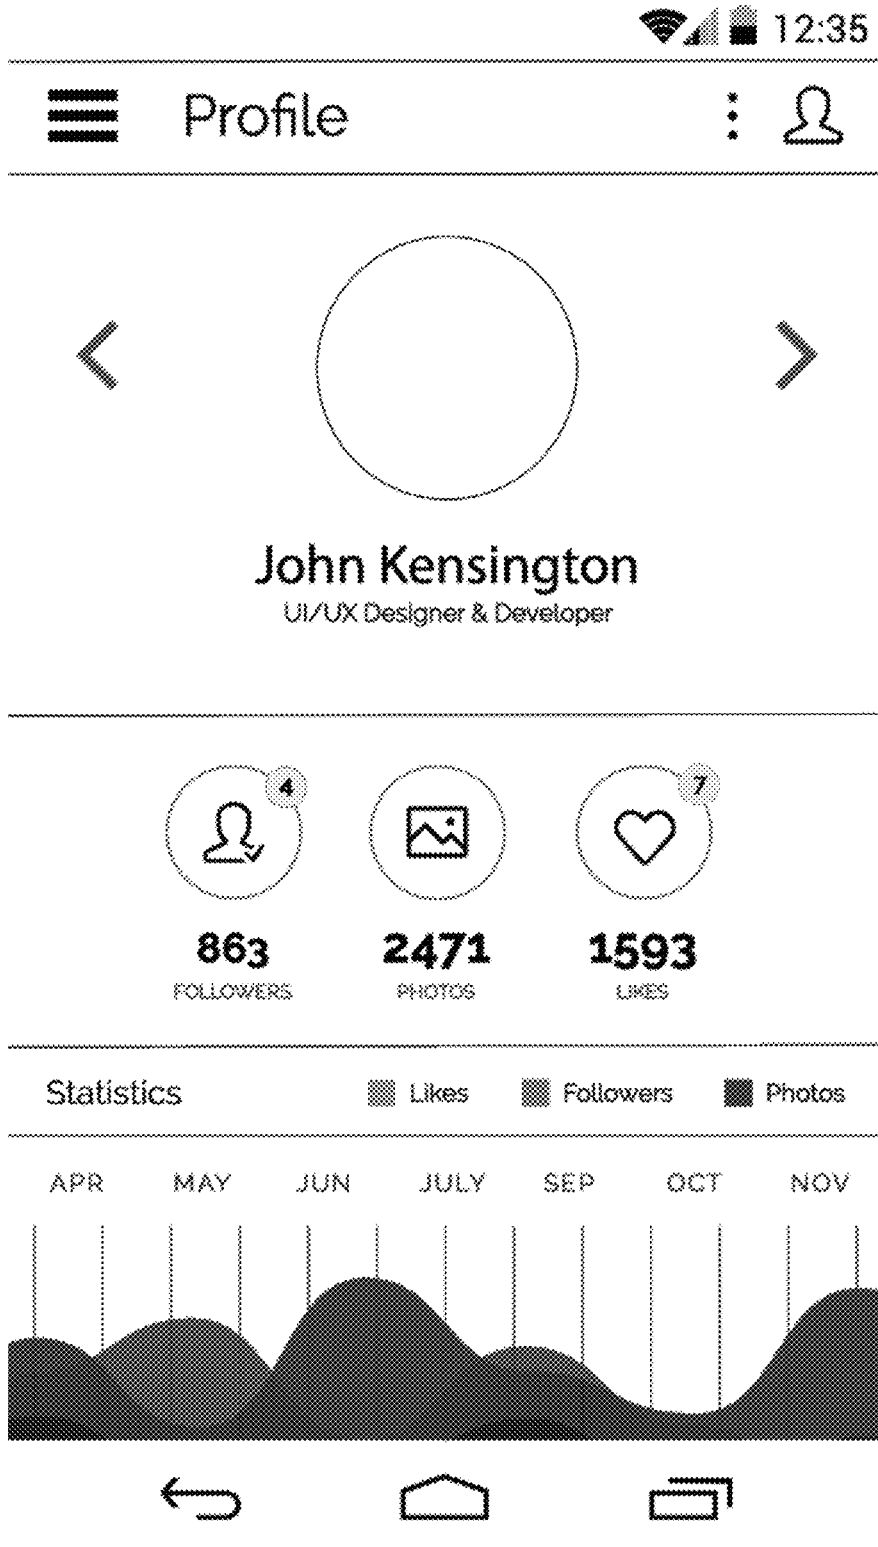 12:35
Profile
John Kensington
UI/UX Designer & Developer
4 7
863 2471 1593
FOLLOWERS PHOTOS LIKES
Statistics Likes Followers Photos
APR MAY JUN JULY SEP OCT NOV